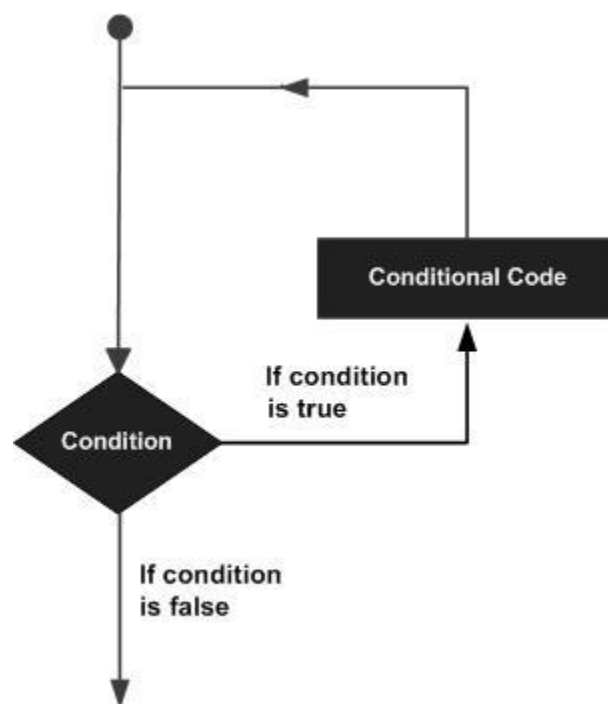 Conditional Code
If condition
is true
Condition
If condition
is false